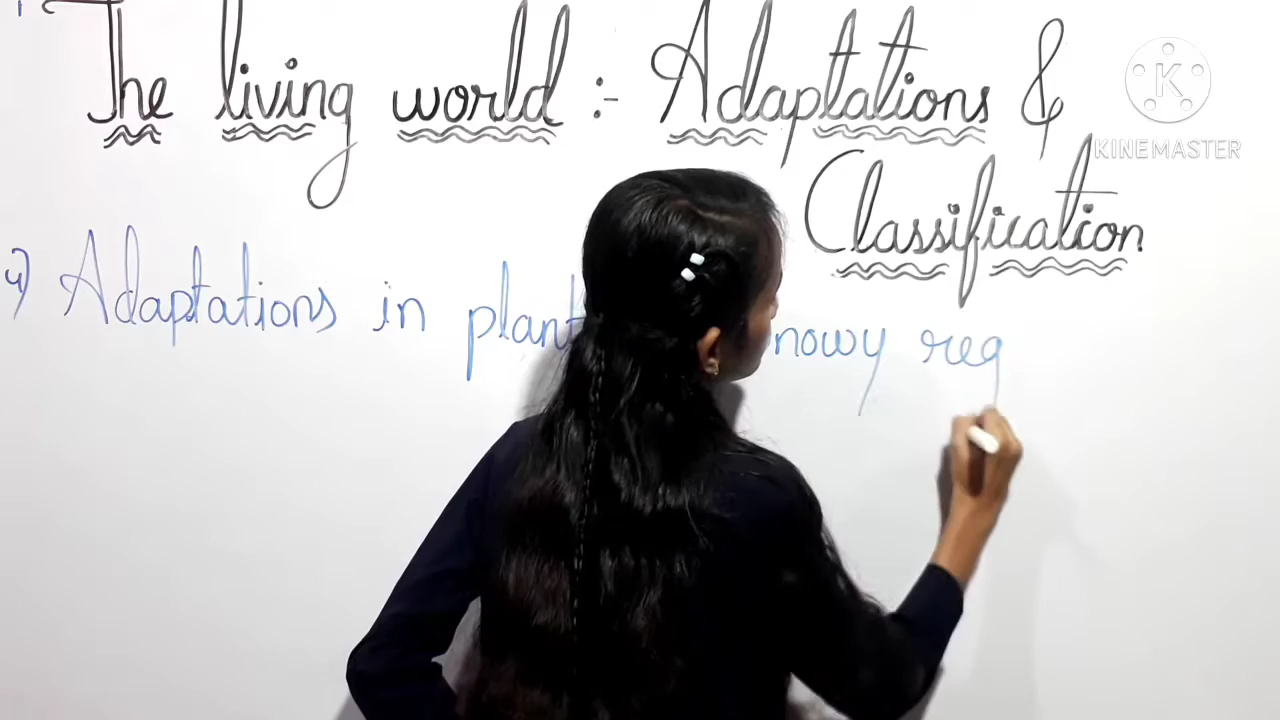 The living world :- Adaptations &
Classification
4) Adaptations in plant nowy reg
K
KINEMASTER